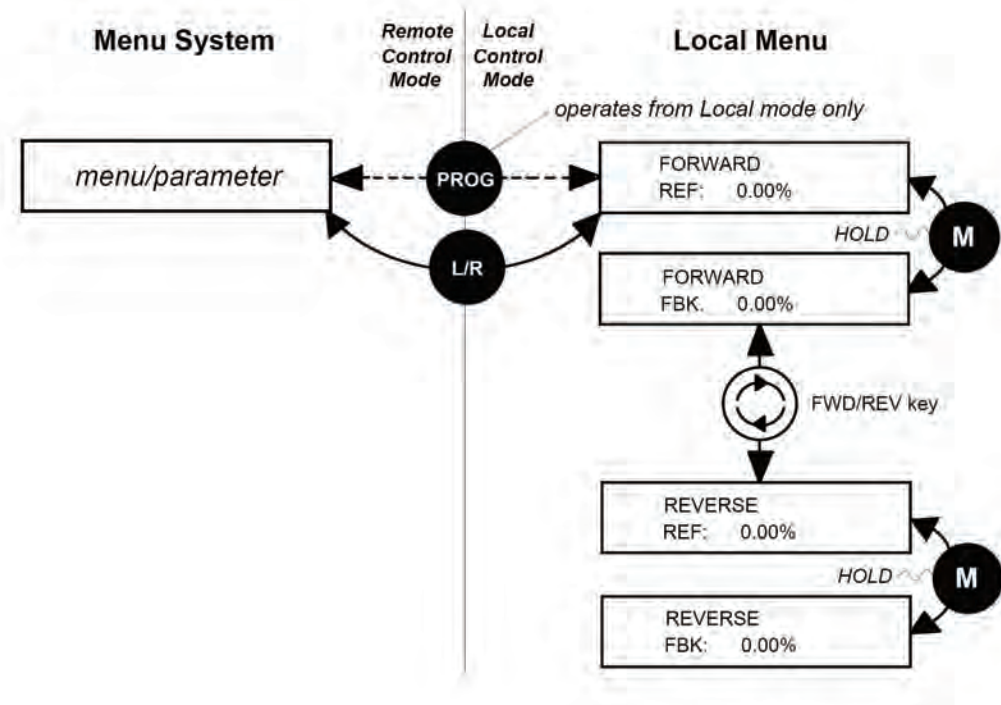 Menu System
Remote
Control
Mode
Local
Control
Mode
Local Menu
operates from Local mode only
menu/parameter
PROG
FORWARD
REF: 0.00%
HOLD
M
L/R
FORWARD
FBK: 0.00%
FWD/REV key
REVERSE
REF: 0.00%
HOLD
M
REVERSE
FBK: 0.00%